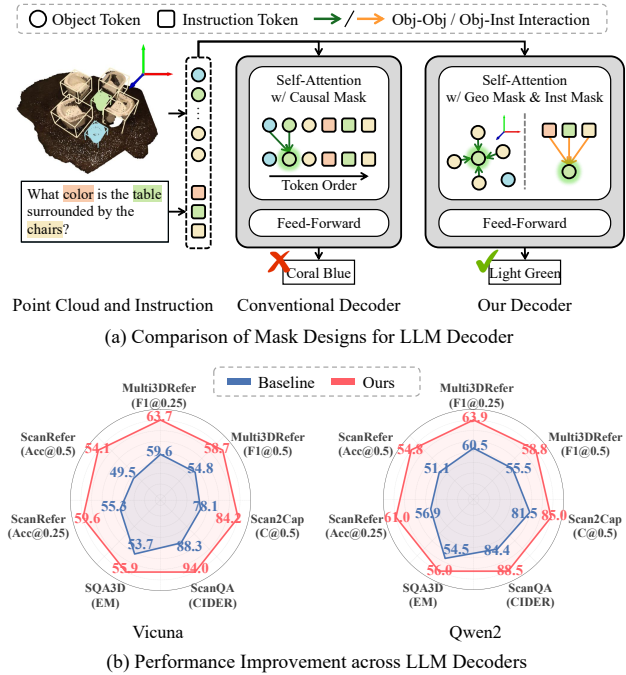 Object Token
Instruction Token
/
Obj-Obj / Obj-Inst Interaction
What color is the table
surrounded by the
chairs?
Self-Attention
w/ Causal Mask
Token Order
Feed-Forward
Coral Blue
Self-Attention
w/ Geo Mask & Inst Mask
Feed-Forward
Light Green
Point Cloud and Instruction
Conventional Decoder
Our Decoder
(a) Comparison of Mask Designs for LLM Decoder
Baseline
Ours
Multi3DRefer
(F1@0.25)
63.7
59.6
Multi3DRefer
(F1@0.5)
58.7
54.8
Scan2Cap
(C@0.5)
84.2
78.1
ScanQA
(CIDER)
94.0
88.3
SQA3D
(EM)
55.9
53.7
ScanRefer
(Acc@0.25)
59.6
55.3
ScanRefer
(Acc@0.5)
54.1
49.5
Vicuna
Multi3DRefer
(F1@0.25)
63.9
60.5
Multi3DRefer
(F1@0.5)
58.8
55.5
Scan2Cap
(C@0.5)
85.0
81.5
ScanQA
(CIDER)
88.5
84.4
SQA3D
(EM)
56.0
54.5
ScanRefer
(Acc@0.25)
61.0
56.9
ScanRefer
(Acc@0.5)
54.8
51.1
Qwen2
(b) Performance Improvement across LLM Decoders